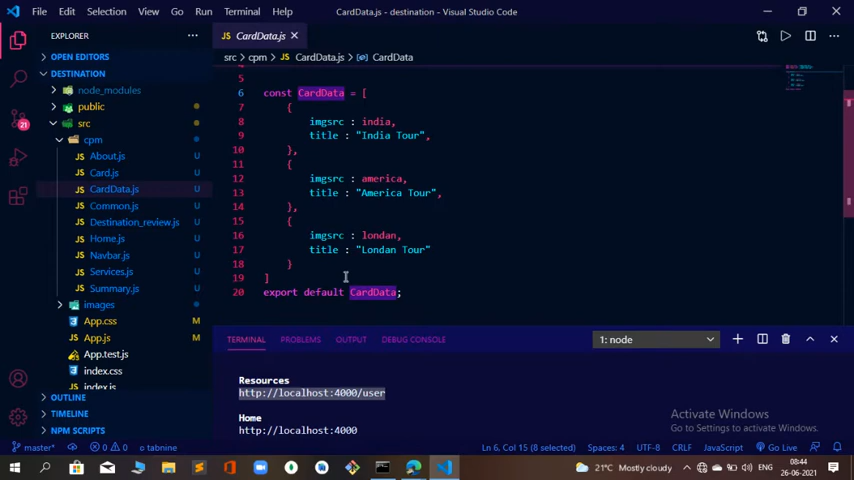 File Edit Selection View Go Run Terminal Help CardData.js - destination - Visual Studio Code
EXPLORER
CardData.js
src > cpm > CardData.js > CardData
OPEN EDITORS
DESTINATION
node_modules
public
src
cpm
About.js U
Card.js U
CardData.js U
Common.js U
Destination_review.js U
Home.js U
Navbar.js U
Services.js U
Summary.js U
images
App.css M
App.js M
App.test.js
index.css
index.js
OUTLINE
TIMELINE
NPM SCRIPTS
21
5
6 const CardData = [
7 {
8 imgsrc : india,
9 title : "India Tour",
10 },
11 {
12 imgsrc : america,
13 title : "America Tour",
14 },
15 {
16 imgsrc : londan,
17 title : "Londan Tour"
18 }
19 ]
20 export default CardData;
TERMINAL PROBLEMS OUTPUT DEBUG CONSOLE 1: node
Resources
http://localhost:4000/user
Home
http://localhost:4000
Activate Windows
Go to Settings to activate Windows.
master* 0 0 tabnine Ln 6, Col 15 (8 selected) Spaces: 4 UTF-8 CRLF JavaScript Go Live
21°C Mostly cloudy ENG 08:44
26-06-2021